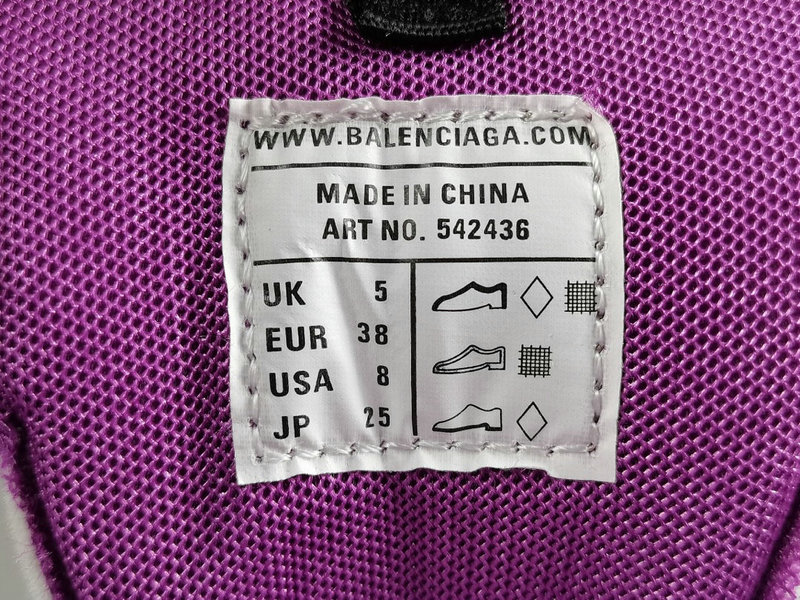 WWW.BALENCIAGA.COM
MADE IN CHINA
ART NO. 542436
UK 5
EUR 38
USA 8
JP 25